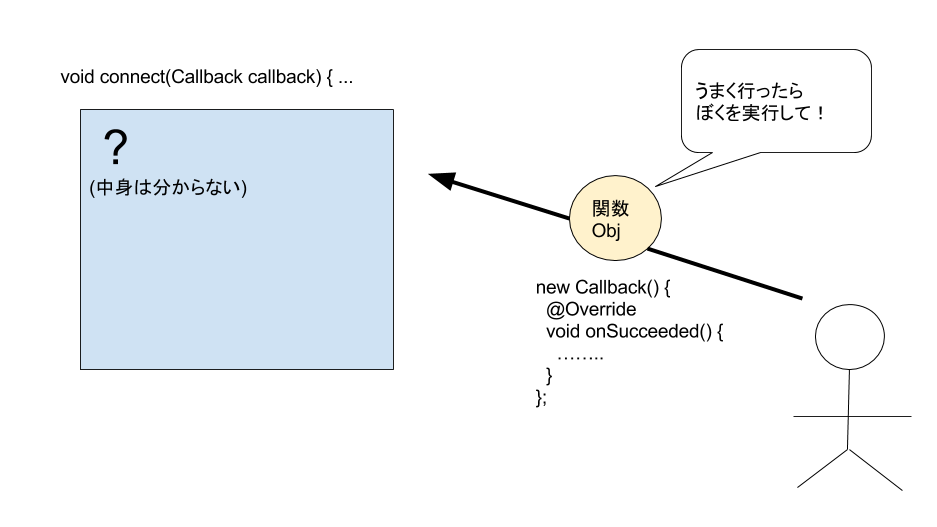 void connect(Callback callback) { ...
?
(中身は分からない)
うまく行ったら
ぼくを実行して！
関数
Obj
new Callback() {
@Override
void onSucceeded() {
……..
}
};